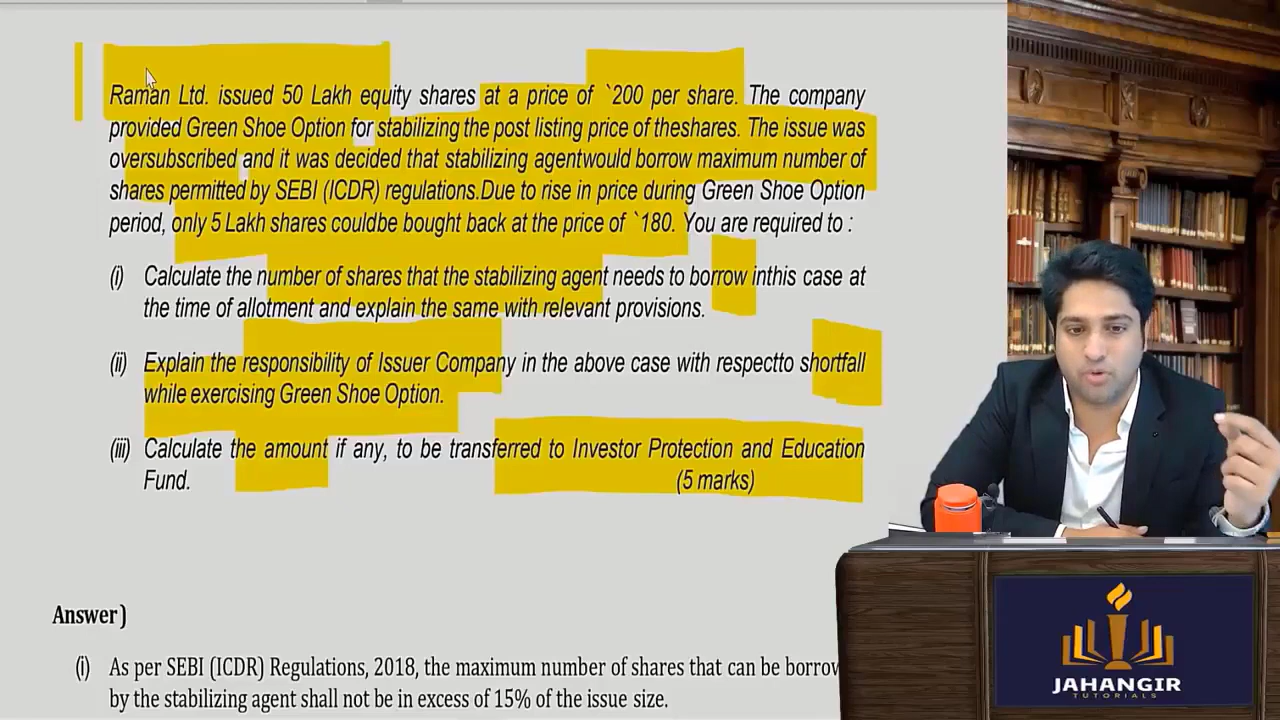 Raman Ltd. issued 50 Lakh equity shares at a price of `200 per share. The company
provided Green Shoe Option for stabilizing the post listing price of theshares. The issue was
oversubscribed and it was decided that stabilizing agentwould borrow maximum number of
shares permitted by SEBI (ICDR) regulations.Due to rise in price during Green Shoe Option
period, only 5 Lakh shares couldbe bought back at the price of `180. You are required to :
(i) Calculate the number of shares that the stabilizing agent needs to borrow inthis case at
the time of allotment and explain the same with relevant provisions.
(ii) Explain the responsibility of Issuer Company in the above case with respectto shortfall
while exercising Green Shoe Option.
(iii) Calculate the amount if any, to be transferred to Investor Protection and Education
Fund. (5 marks)
Answer)
(i) As per SEBI (ICDR) Regulations, 2018, the maximum number of shares that can be borrow
by the stabilizing agent shall not be in excess of 15% of the issue size.
JAHANGIR
TUTORIALS